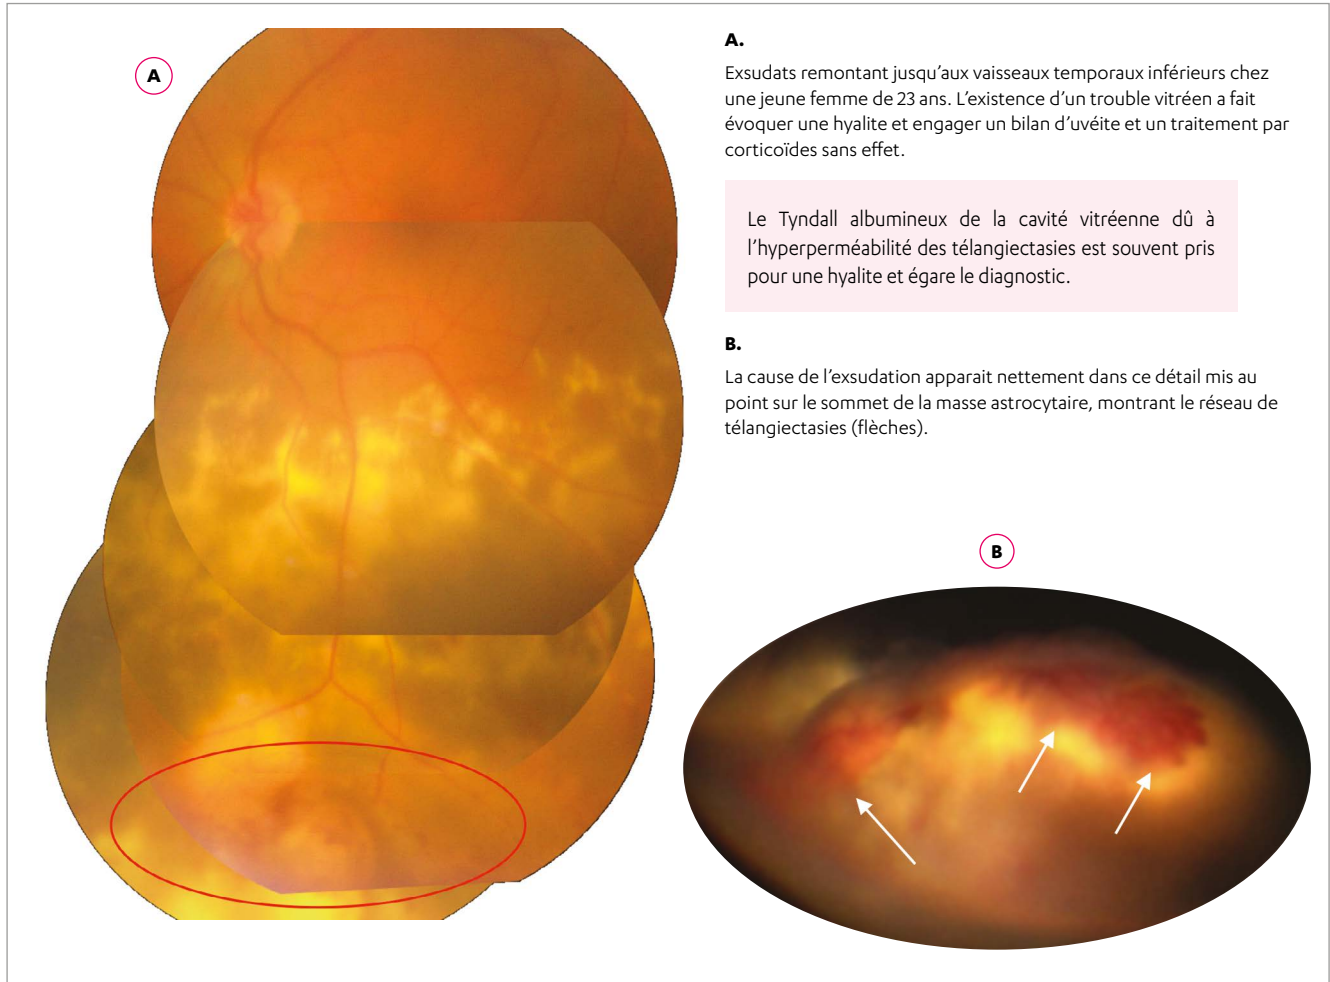 A
A.
Exsudats remontant jusqu'aux vaisseaux temporaux inférieurs chez
une jeune femme de 23 ans. L'existence d'un trouble vitréen a fait
évoquer une hyalite et engager un bilan d'uvéite et un traitement par
corticoïdes sans effet.
Le Tyndall albumineux de la cavité vitréenne dû à
l'hyperperméabilité des télangiectasies est souvent pris
pour une hyalite et égare le diagnostic.
B.
La cause de l'exsudation apparait nettement dans ce détail mis au
point sur le sommet de la masse astrocytaire, montrant le réseau de
télangiectasies (flèches).
B